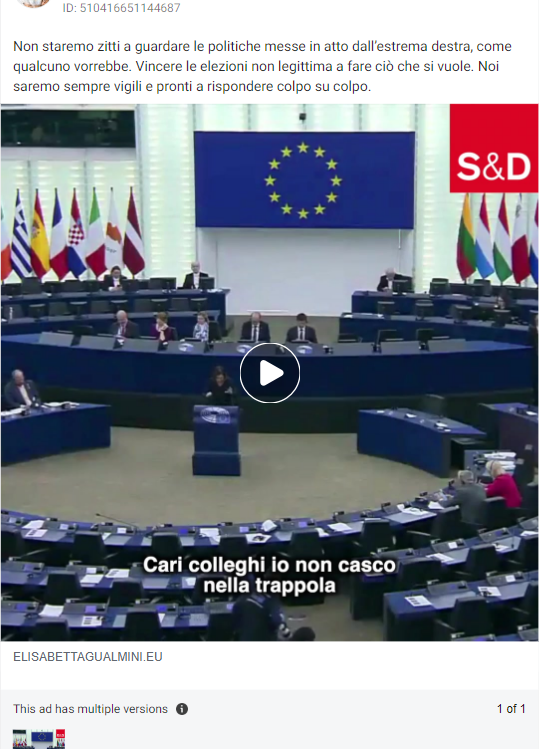 ID: 510416651144687
Non staremo zitti a guardare le politiche messe in atto dall'estrema destra, come
qualcuno vorrebbe. Vincere le elezioni non legittima a fare ciò che si vuole. Noi
saremo sempre vigili e pronti a rispondere colpo su colpo.
S&D
Cari colleghi io non casco
nella trappola
ELISABETTAGUALMINI.EU
This ad has multiple versions
1 of 1